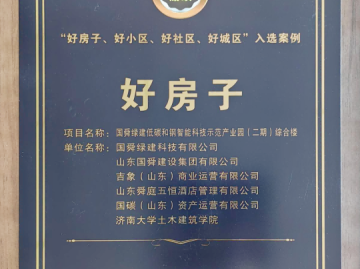 “好房子、好小区、好社区、好城区”入选案例
好房子
项目名称：国舜绿建低碳和钢智能科技示范产业园（二期）综合楼
单位名称：国舜绿建科技有限公司
山东国舜建设集团有限公司
吉象（山东）商业运营有限公司
山东舜庭五恒酒店管理有限公司
国碳（山东）资产运营有限公司
济南大学土木建筑学院